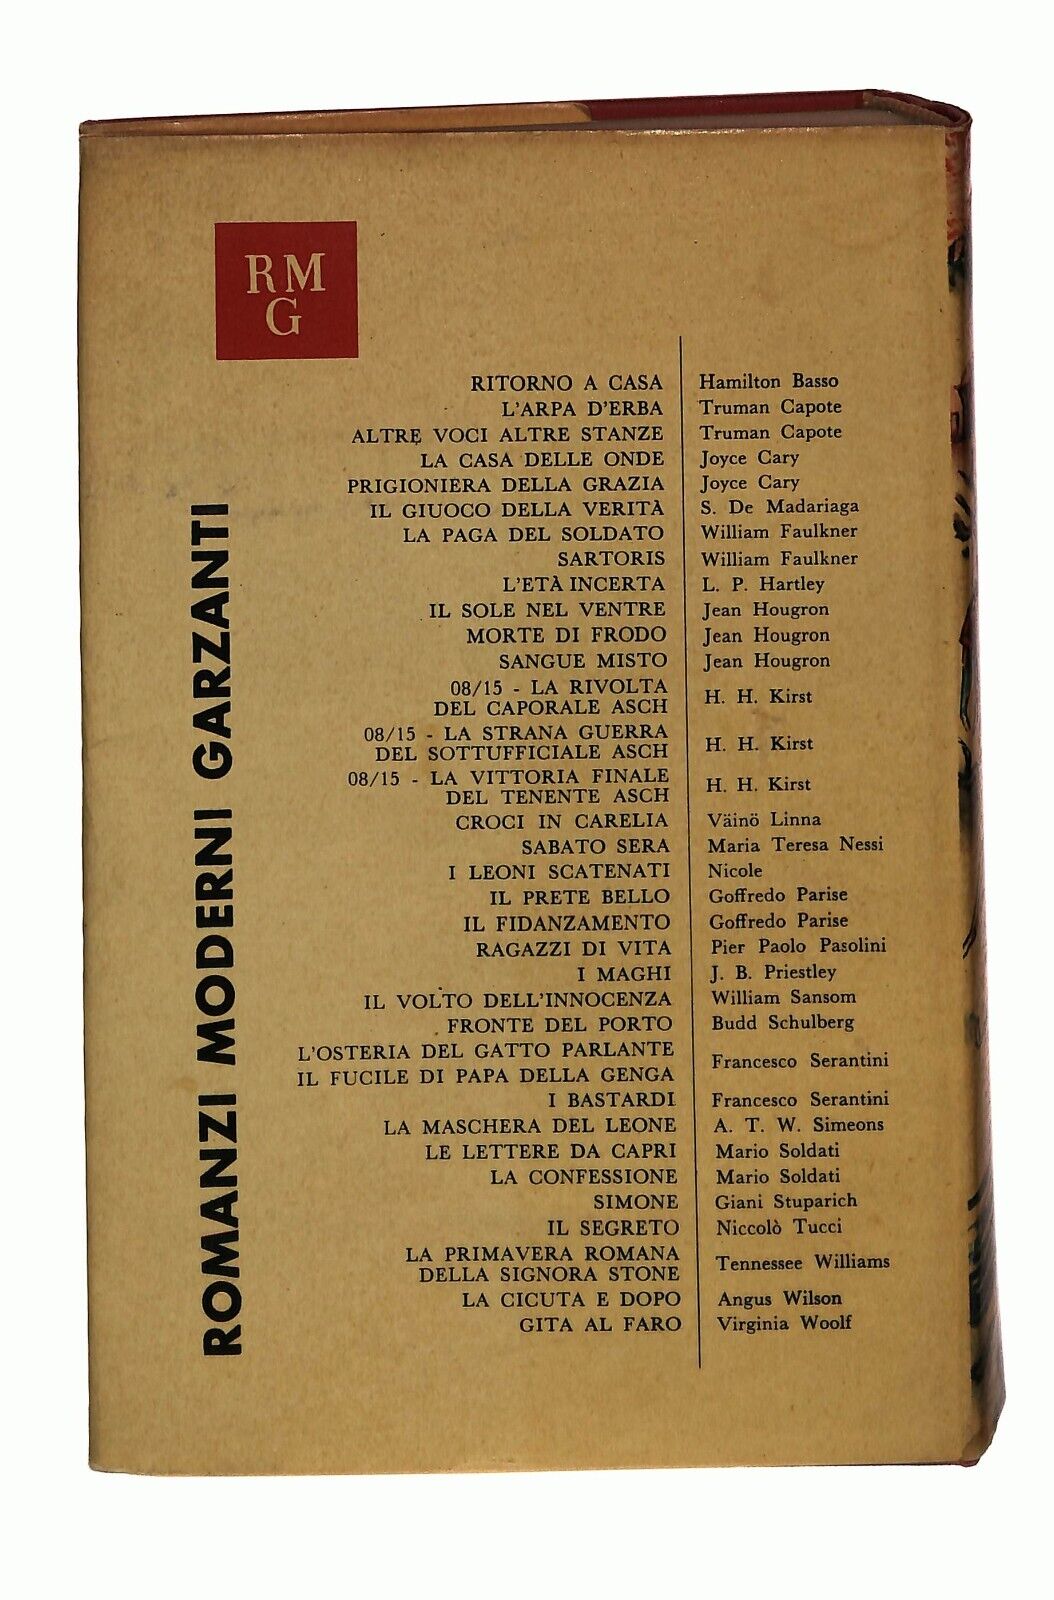 RM
G
ROMANZI MODERNI GARZANTI
RITORNO A CASA Hamilton Basso
L'ARPA D'ERBA Truman Capote
ALTRE VOCI ALTRE STANZE Truman Capote
LA CASA DELLE ONDE Joyce Cary
PRIGIONIERA DELLA GRAZIA Joyce Cary
IL GIUOCO DELLA VERITÀ S. De Madariaga
LA PAGA DEL SOLDATO William Faulkner
SARTORIS William Faulkner
L'ETÀ INCERTA L. P. Hartley
IL SOLE NEL VENTRE Jean Hougron
MORTE DI FRODO Jean Hougron
SANGUE MISTO Jean Hougron
08/15 - LA RIVOLTA
DEL CAPORALE ASCH H. H. Kirst
08/15 - LA STRANA GUERRA
DEL SOTTUFFICIALE ASCH H. H. Kirst
08/15 - LA VITTORIA FINALE
DEL TENENTE ASCH H. H. Kirst
CROCI IN CARELIA Väinö Linna
SABATO SERA Maria Teresa Nessi
I LEONI SCATENATI Nicole
IL PRETE BELLO Goffredo Parise
IL FIDANZAMENTO Goffredo Parise
RAGAZZI DI VITA Pier Paolo Pasolini
I MAGHI J. B. Priestley
IL VOLTO DELL'INNOCENZA William Sansom
FRONTE DEL PORTO Budd Schulberg
L'OSTERIA DEL GATTO PARLANTE
IL FUCILE DI PAPA DELLA GENGA Francesco Serantini
I BASTARDI Francesco Serantini
LA MASCHERA DEL LEONE A. T. W. Simeons
LE LETTERE DA CAPRI Mario Soldati
LA CONFESSIONE Mario Soldati
SIMONE Giani Stuparich
IL SEGRETO Niccolò Tucci
LA PRIMAVERA ROMANA
DELLA SIGNORA STONE Tennessee Williams
LA CICUTA E DOPO Angus Wilson
GITA AL FARO Virginia Woolf